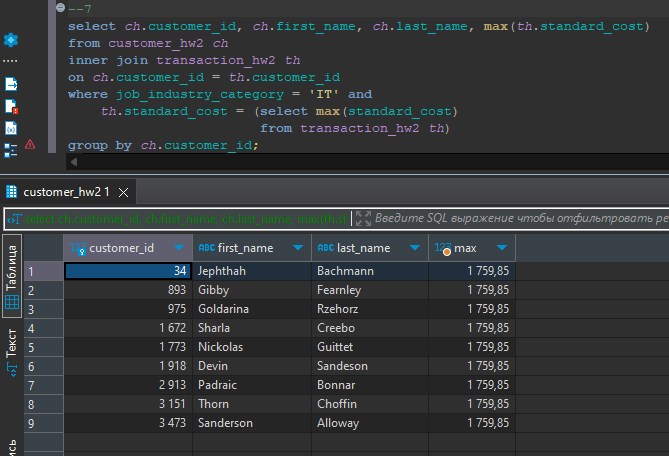 --7
select ch.customer_id, ch.first_name, ch.last_name, max(th.standard_cost)
from customer_hw2 ch
inner join transaction_hw2 th
on ch.customer_id = th.customer_id
where job_industry_category = 'IT' and
th.standard_cost = (select max(standard_cost)
from transaction_hw2 th)
group by ch.customer_id;
customer_hw2 1
select ch.customer_id, ch.first_name, ch.last_name, max(th.st
Введите SQL выражение чтобы отфильтровать ре
Таблица
Текст
customer_id first_name last_name max
1 34 Jephthah Bachmann 1 759,85
2 893 Gibby Fearnley 1 759,85
3 975 Goldarina Rzehorz 1 759,85
4 1 672 Sharla Creebo 1 759,85
5 1 773 Nickolas Guittet 1 759,85
6 1 918 Devin Sandeson 1 759,85
7 2 913 Padraic Bonnar 1 759,85
8 3 151 Thorn Choffin 1 759,85
9 3 473 Sanderson Alloway 1 759,85